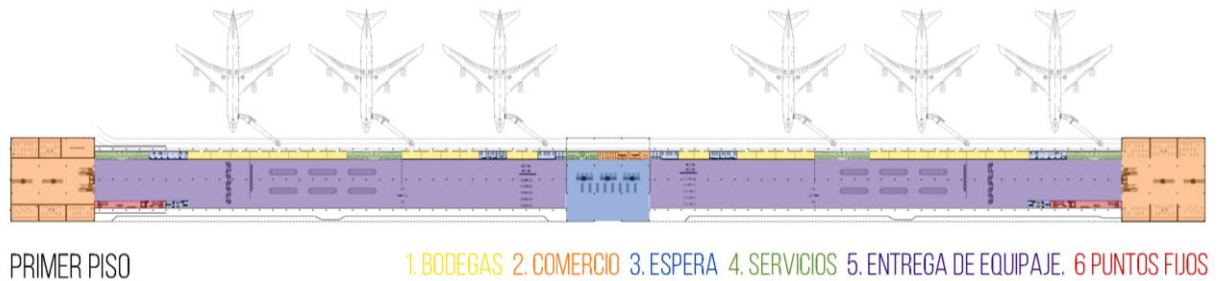 PRIMER PISO
1. BODEGAS 2. COMERCIO 3. ESPERA 4. SERVICIOS 5. ENTREGA DE EQUIPAJE. 6 PUNTOS FIJOS